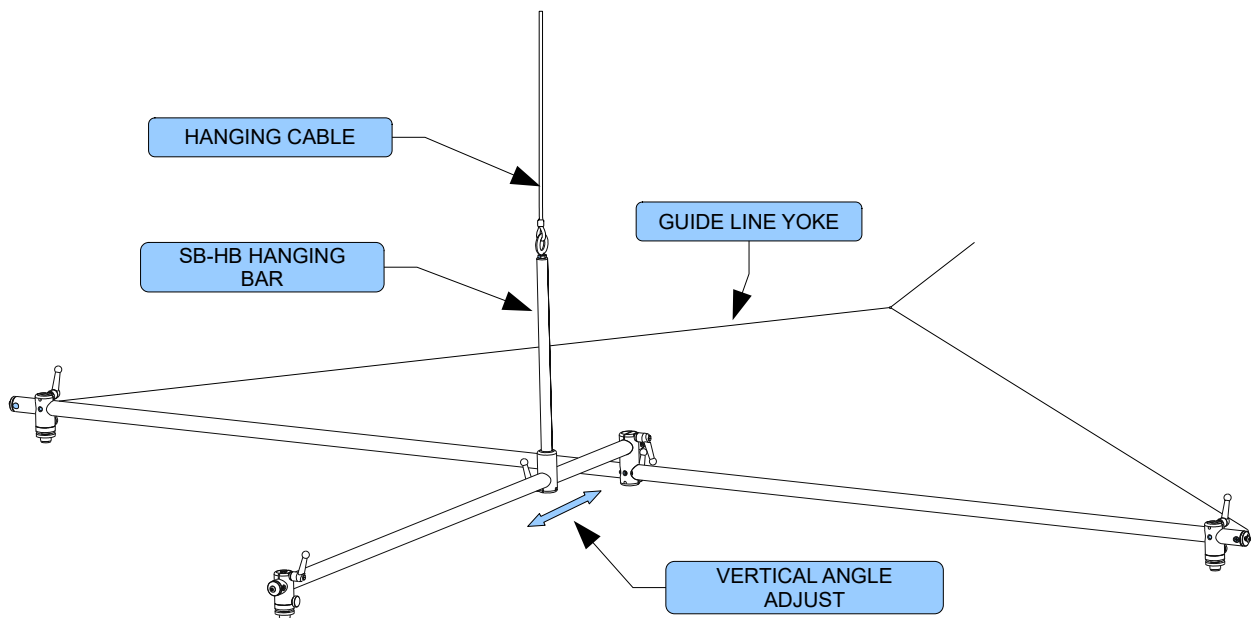 HANGING CABLE
GUIDE LINE YOKE
SB-HB HANGING
BAR
VERTICAL ANGLE
ADJUST